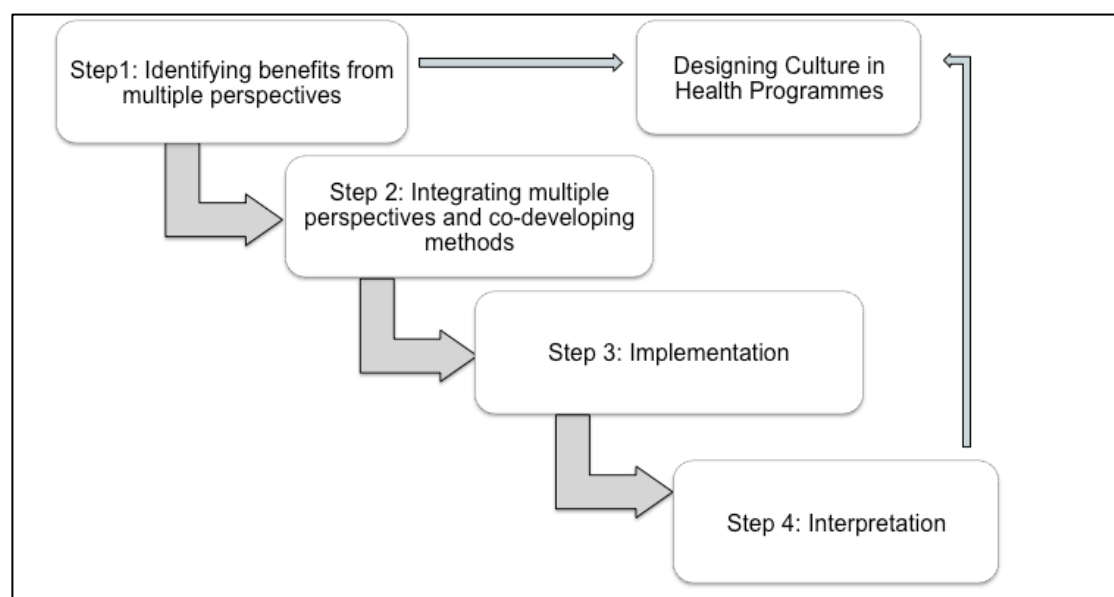 Step1: Identifying benefits from
multiple perspectives
Designing Culture in
Health Programmes
Step 2: Integrating multiple
perspectives and co-developing
methods
Step 3: Implementation
Step 4: Interpretation